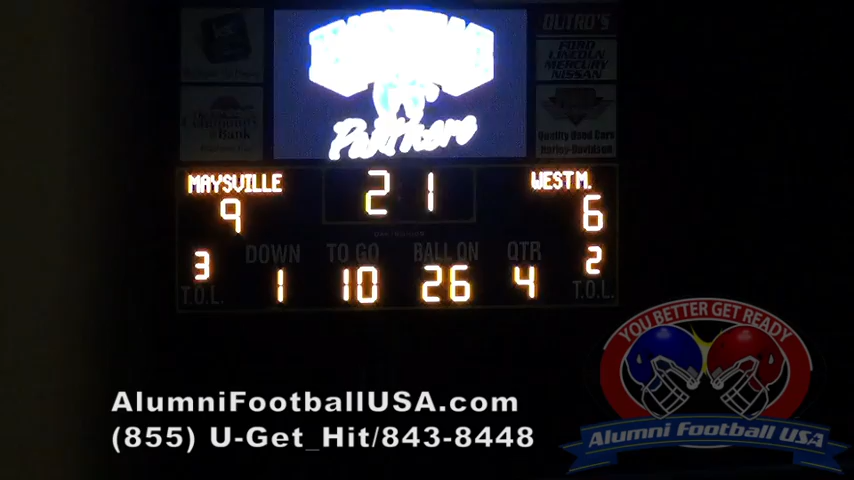 DUTRO'S
FORD
LINCOLN
MERCURY
NISSAN
Community
Bank
Quality Used Cars
Harley-Davidson
Panthers
MAYSVILLE
2 1
WEST M.
9
6
DOWN TO GO BALL ON QTR
3
1 10 26 4
2
T.O.L.
T.O.L.
YOU BETTER GET READY
Alumni Football USA
AlumniFootballUSA.com
(855) U-Get_Hit/843-8448